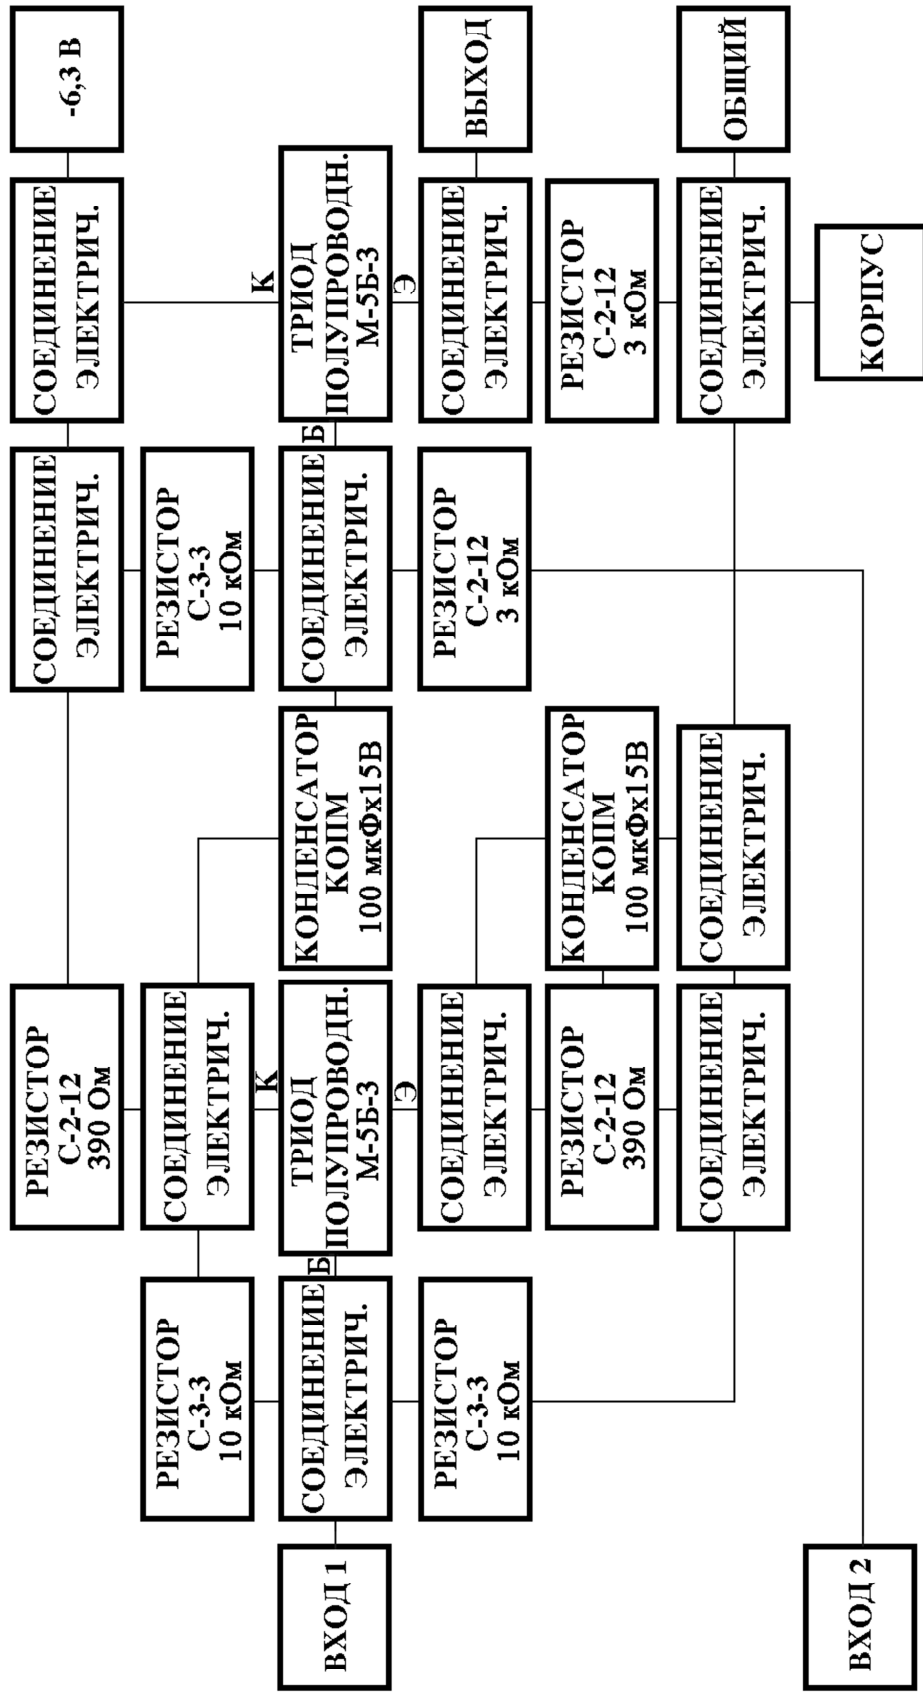 РЕЗИСТОР
С-2-12
390 Ом
СОЕДИНЕНИЕ
ЭЛЕКТРИЧ.
СОЕДИНЕНИЕ
ЭЛЕКТРИЧ.
-6,3 В
РЕЗИСТОР
С-3-3
10 кОм
СОЕДИНЕНИЕ
ЭЛЕКТРИЧ.
РЕЗИСТОР
С-3-3
10 кОм
К
К
ВХОД 1
СОЕДИНЕНИЕ
ЭЛЕКТРИЧ.
Б
ТРИОД
ПОЛУПРОВОДН.
М-5Б-3
КОНДЕНСАТОР
КОПМ
100 мкФх15В
СОЕДИНЕНИЕ
ЭЛЕКТРИЧ.
Б
ТРИОД
ПОЛУПРОВОДН.
М-5Б-3
Э
Э
РЕЗИСТОР
С-3-3
10 кОм
СОЕДИНЕНИЕ
ЭЛЕКТРИЧ.
РЕЗИСТОР
С-2-12
3 кОм
СОЕДИНЕНИЕ
ЭЛЕКТРИЧ.
ВЫХОД
РЕЗИСТОР
С-2-12
390 Ом
КОНДЕНСАТОР
КОПМ
100 мкФх15В
РЕЗИСТОР
С-2-12
3 кОм
СОЕДИНЕНИЕ
ЭЛЕКТРИЧ.
СОЕДИНЕНИЕ
ЭЛЕКТРИЧ.
СОЕДИНЕНИЕ
ЭЛЕКТРИЧ.
ОБЩИЙ
ВХОД 2
КОРПУС